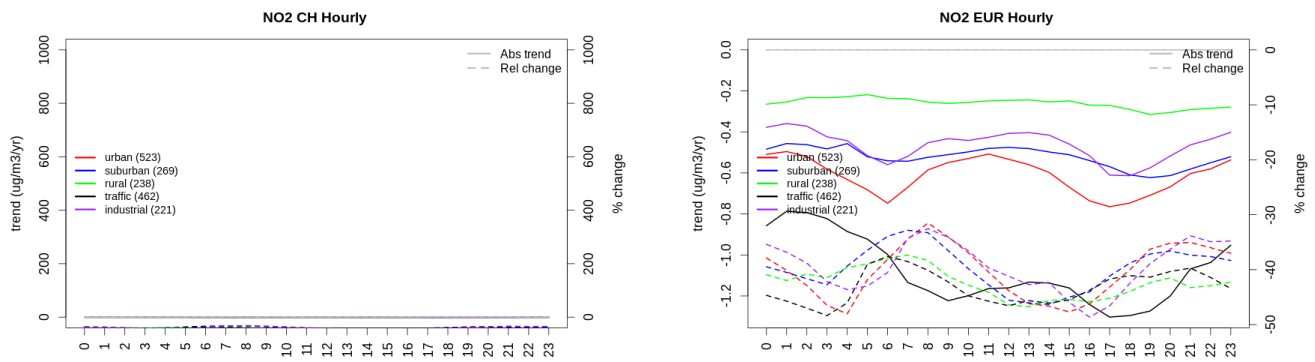 NO2 CH Hourly
1000
800
600
400
200
0
trend (ug/m3/yr)
Abs trend
Rel change
urban (523)
suburban (269)
rural (238)
traffic (462)
industrial (221)
1000
800
600
400
200
0
% change
0 1 2 3 4 5 6 7 8 9 10 11 12 13 14 15 16 17 18 19 20 21 22 23
NO2 EUR Hourly
0.0
-0.2
-0.4
-0.6
-0.8
-1.0
-1.2
trend (ug/m3/yr)
Abs trend
Rel change
urban (523)
suburban (269)
rural (238)
traffic (462)
industrial (221)
0
-10
-20
-30
-40
-50
% change
0 1 2 3 4 5 6 7 8 9 10 11 12 13 14 15 16 17 18 19 20 21 22 23